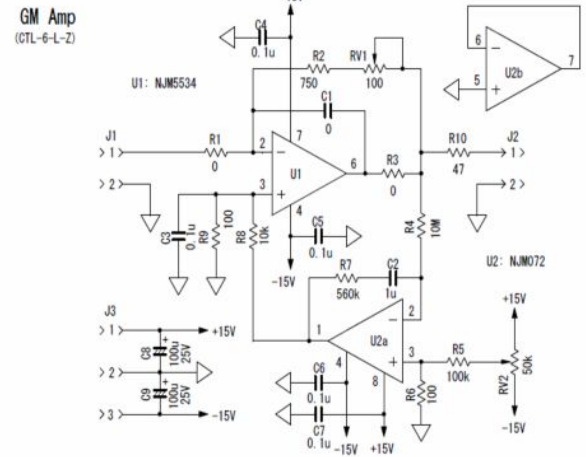 GM Amp
(CTL-6-L-Z)
U1: NJM5534
C4
0.1u
R2
750
RV1
100
C1
0
6
5
7
U2b
J1
1
2
R1
0
2
3
7
4
6
U1
R3
0
R10
47
J2
1
2
C3
0.1u
R9
100
R8
10k
C5
0.1u
-15V
R4
10M
U2: NJM072
R7
560k
C2
1u
1
2
3
4
8
U2a
R5
100k
R6
100
+15V
RV2
50k
-15V
C6
0.1u
C7
0.1u
-15V
+15V
J3
1
2
3
+15V
C8
100u
25V
C9
100u
25V
-15V